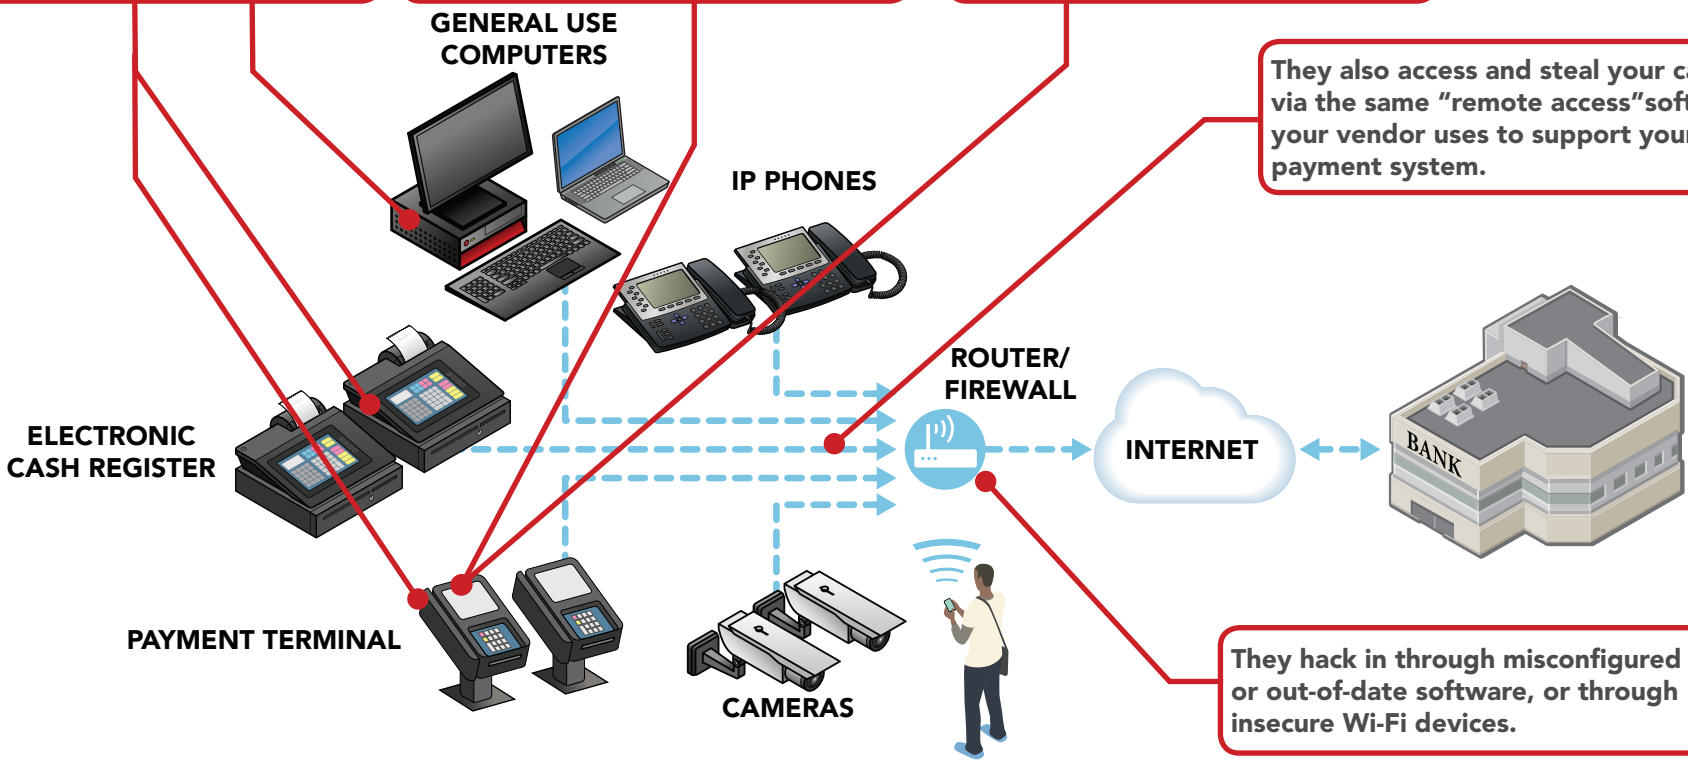 GENERAL USE
COMPUTERS
They also access and steal your
via the same “remote access”
your vendor uses to support your
payment system.
IP PHONES
ROUTER/
FIREWALL
INTERNET
BANK
ELECTRONIC
CASH REGISTER
PAYMENT TERMINAL
CAMERAS
They hack in through misconfigured
or out-of-date software, or through
insecure Wi-Fi devices.